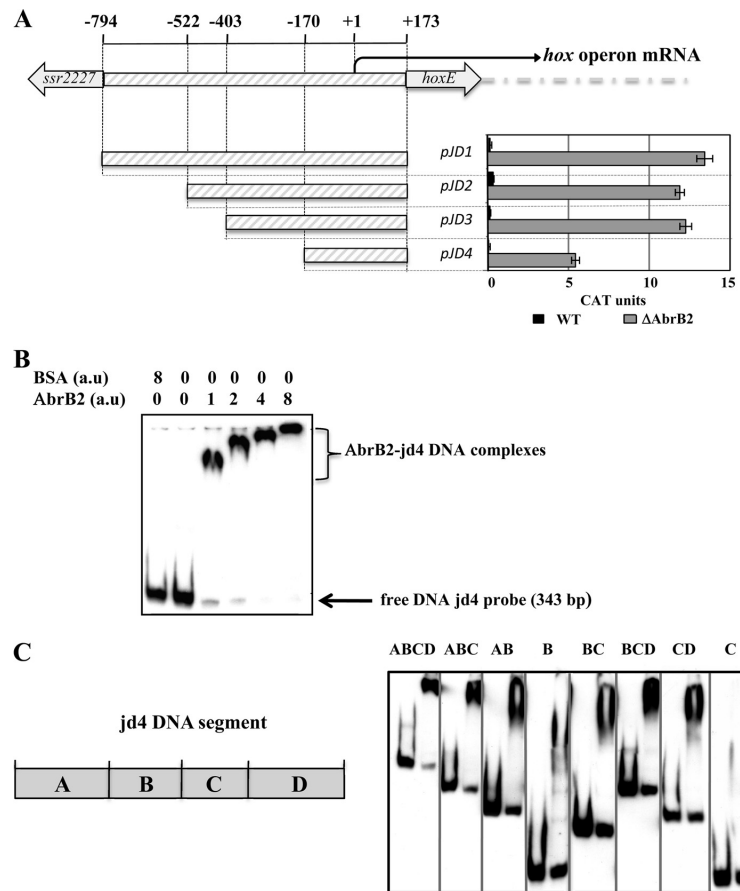 A
-794 -522 -403 -170 +1 +173
hox operon mRNA
ssr2227 hoxE
pJD1
pJD2
pJD3
pJD4
0 5 10 15
CAT units
WT ΔAbrB2
B
BSA (a.u) 8 0 0 0 0 0
AbrB2 (a.u) 0 0 1 2 4 8
AbrB2-jd4 DNA complexes
free DNA jd4 probe (343 bp)
C
ABCD ABC AB B BC BCD CD C
jd4 DNA segment
A B C D